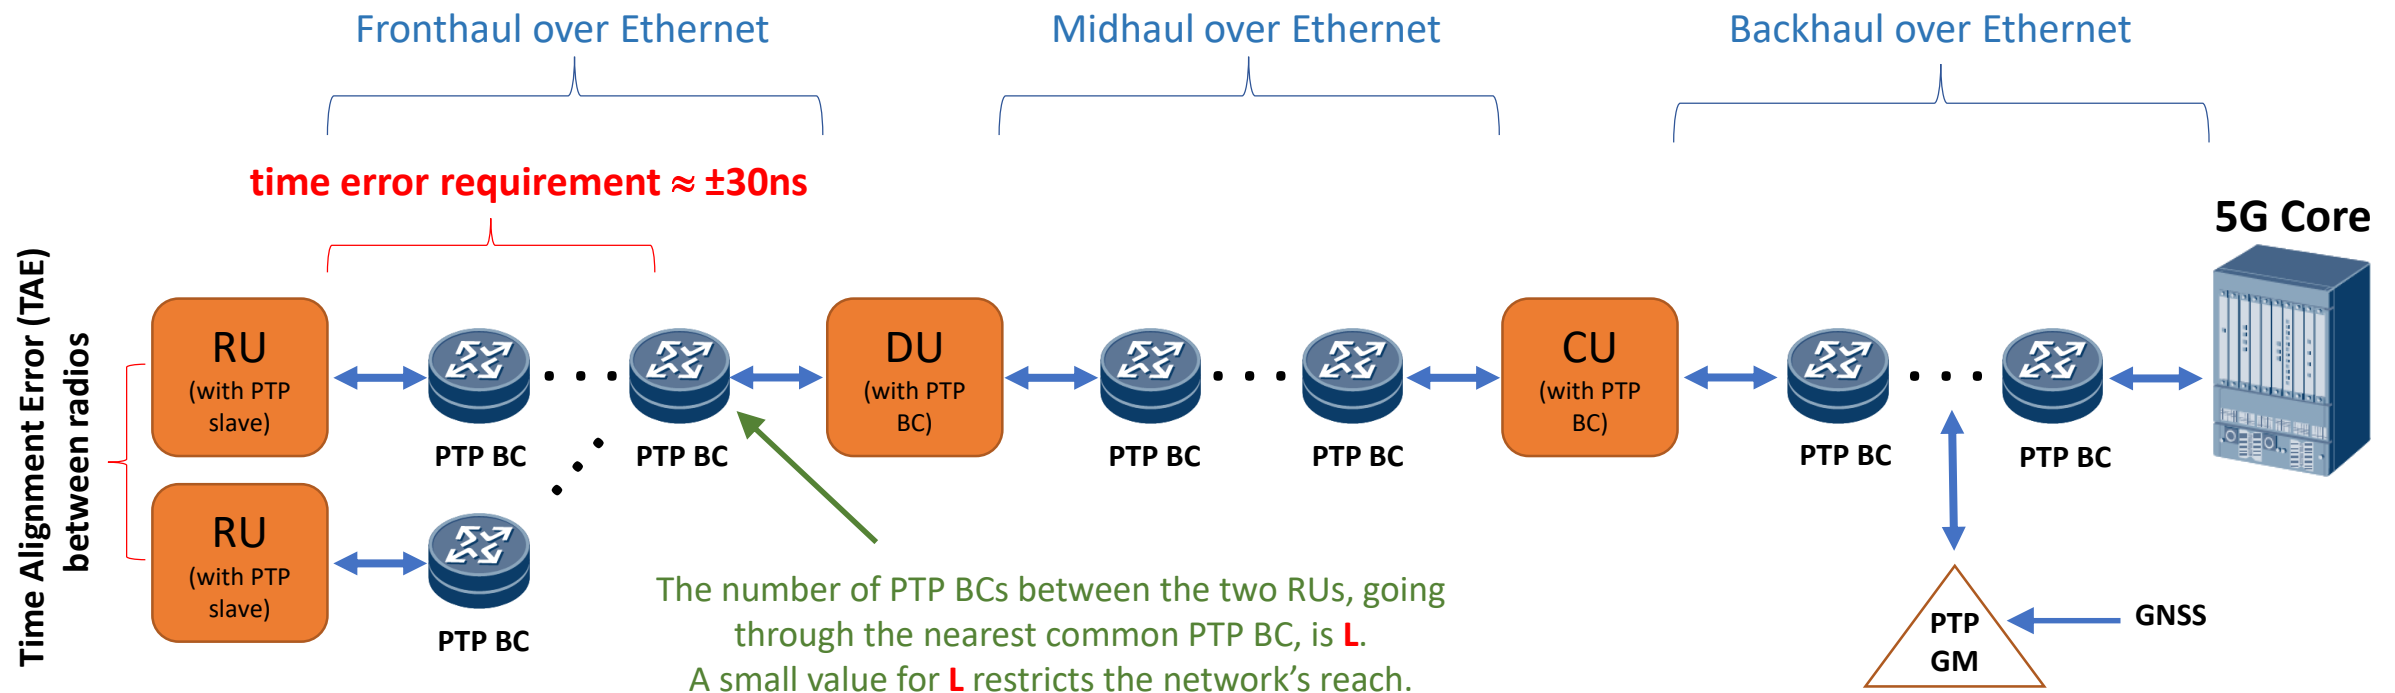 Fronthaul over Ethernet
Midhaul over Ethernet
Backhaul over Ethernet
time error requirement ≈ ±30ns
5G Core
Time Alignment Error (TAE)
between radios
RU
(with PTP
slave)
PTP BC
PTP BC
DU
(with PTP
BC)
PTP BC
PTP BC
CU
(with PTP
BC)
PTP BC
PTP BC
RU
(with PTP
slave)
PTP BC
The number of PTP BCs between the two RUs, going
through the nearest common PTP BC, is L.
A small value for L restricts the network’s reach.
PTP
GM
GNSS